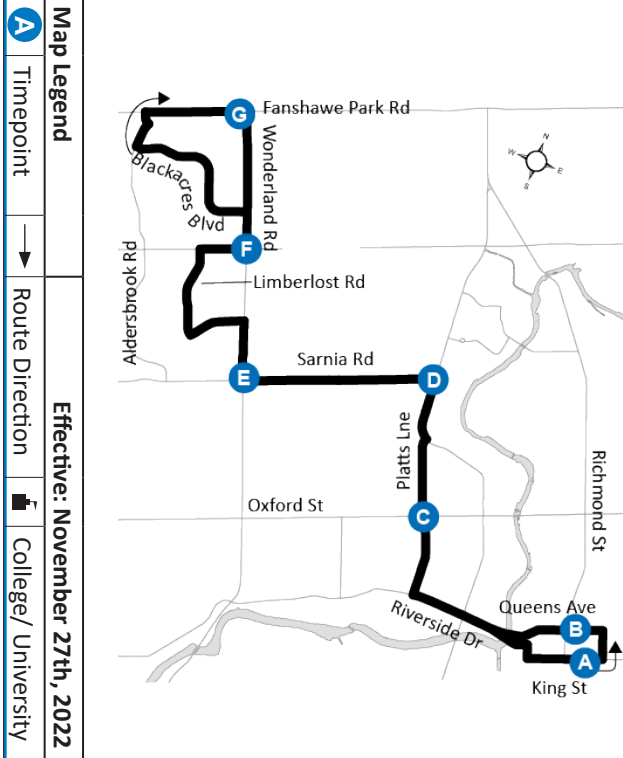 Map Legend
Effective: November 27th, 2022
A Timepoint
Route Direction
College/ University
G
Fanshawe Park Rd
Wonderland Rd
Blackacres Blvd
N
W
E
S
F
Aldersbrook Rd
Limberlost Rd
Sarnia Rd
E
D
Platts Lne
Richmond St
Oxford St
C
Riverside Dr
Queens Ave
B
A
King St